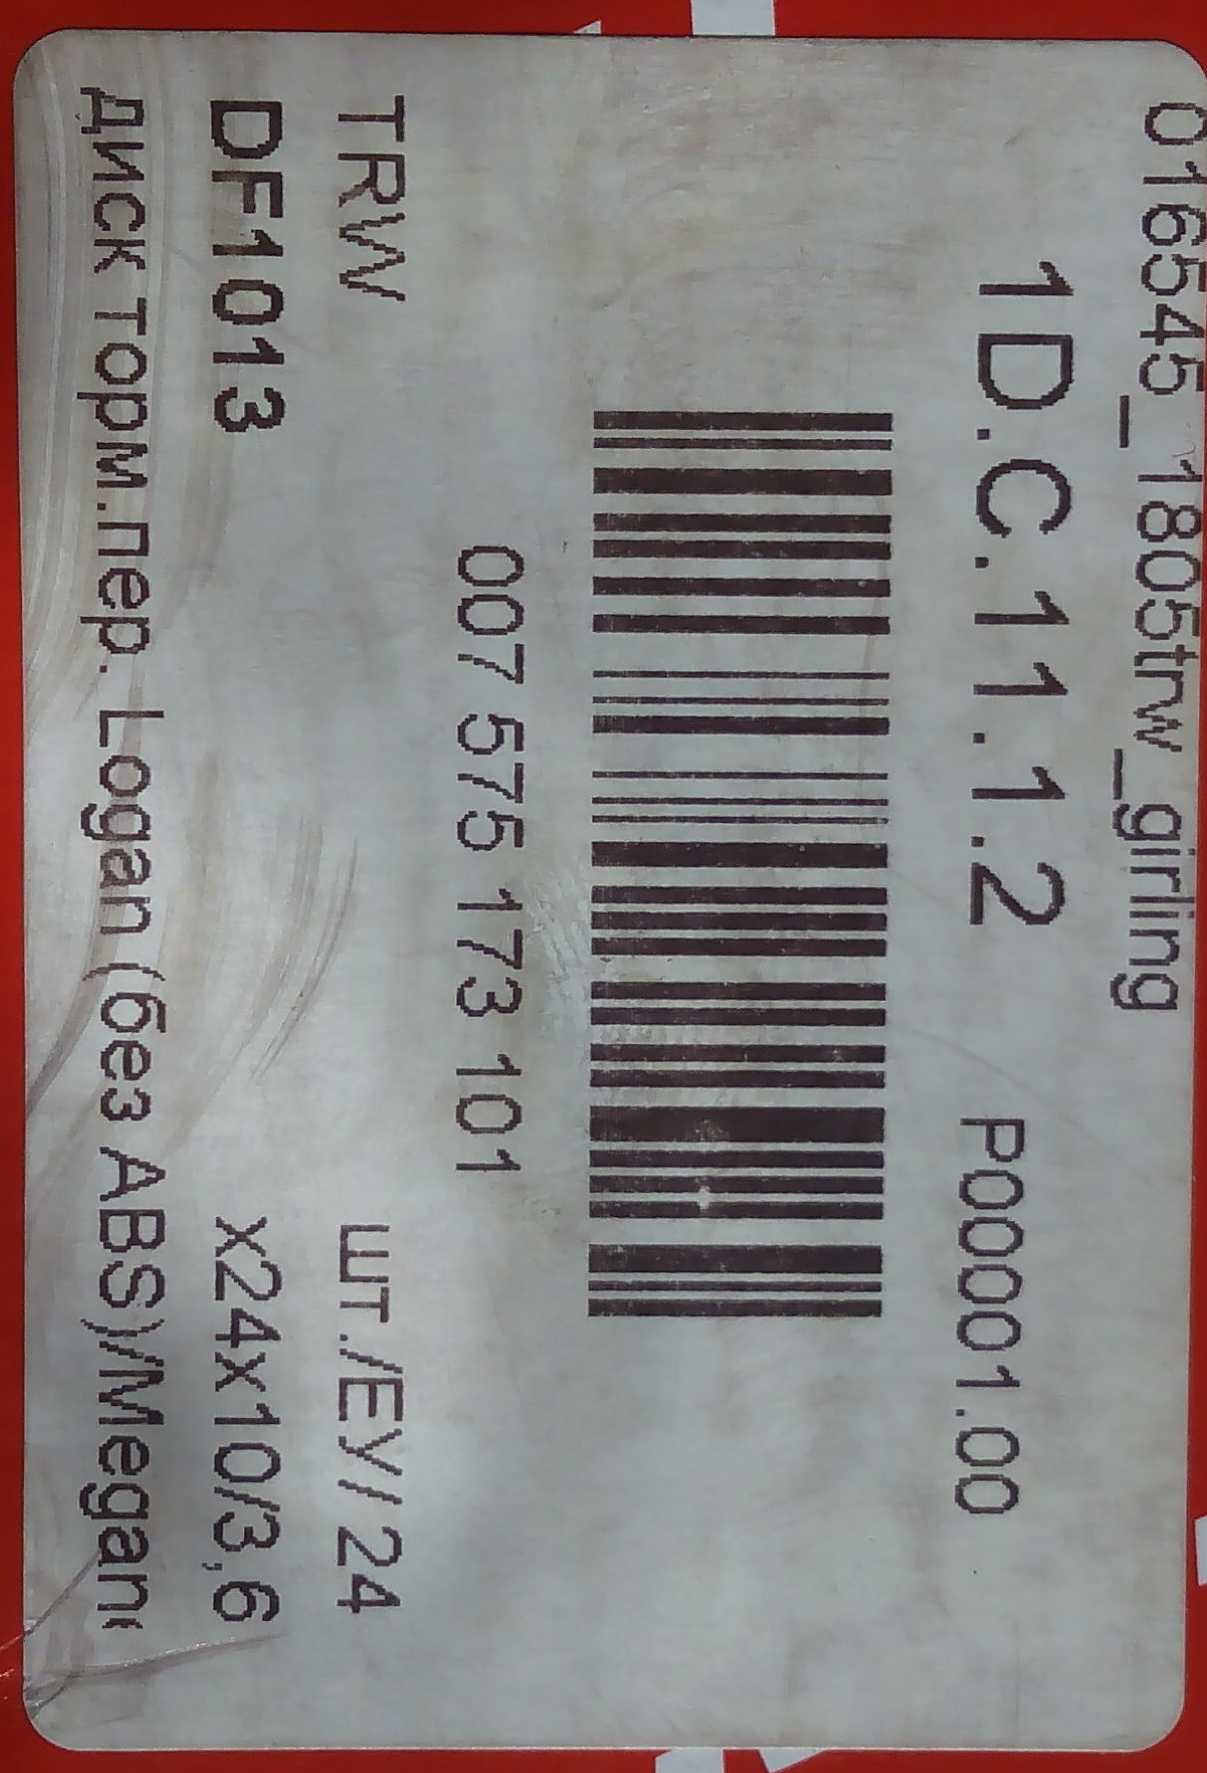 016545_1805trw_girling
1D.C.11.1.2 P00001.00
007 575 173 101
TRW шт./ЕУ/ 24
DF1013 x24x10/3,6
диск торм.пер. Logan (без ABS)/Megan